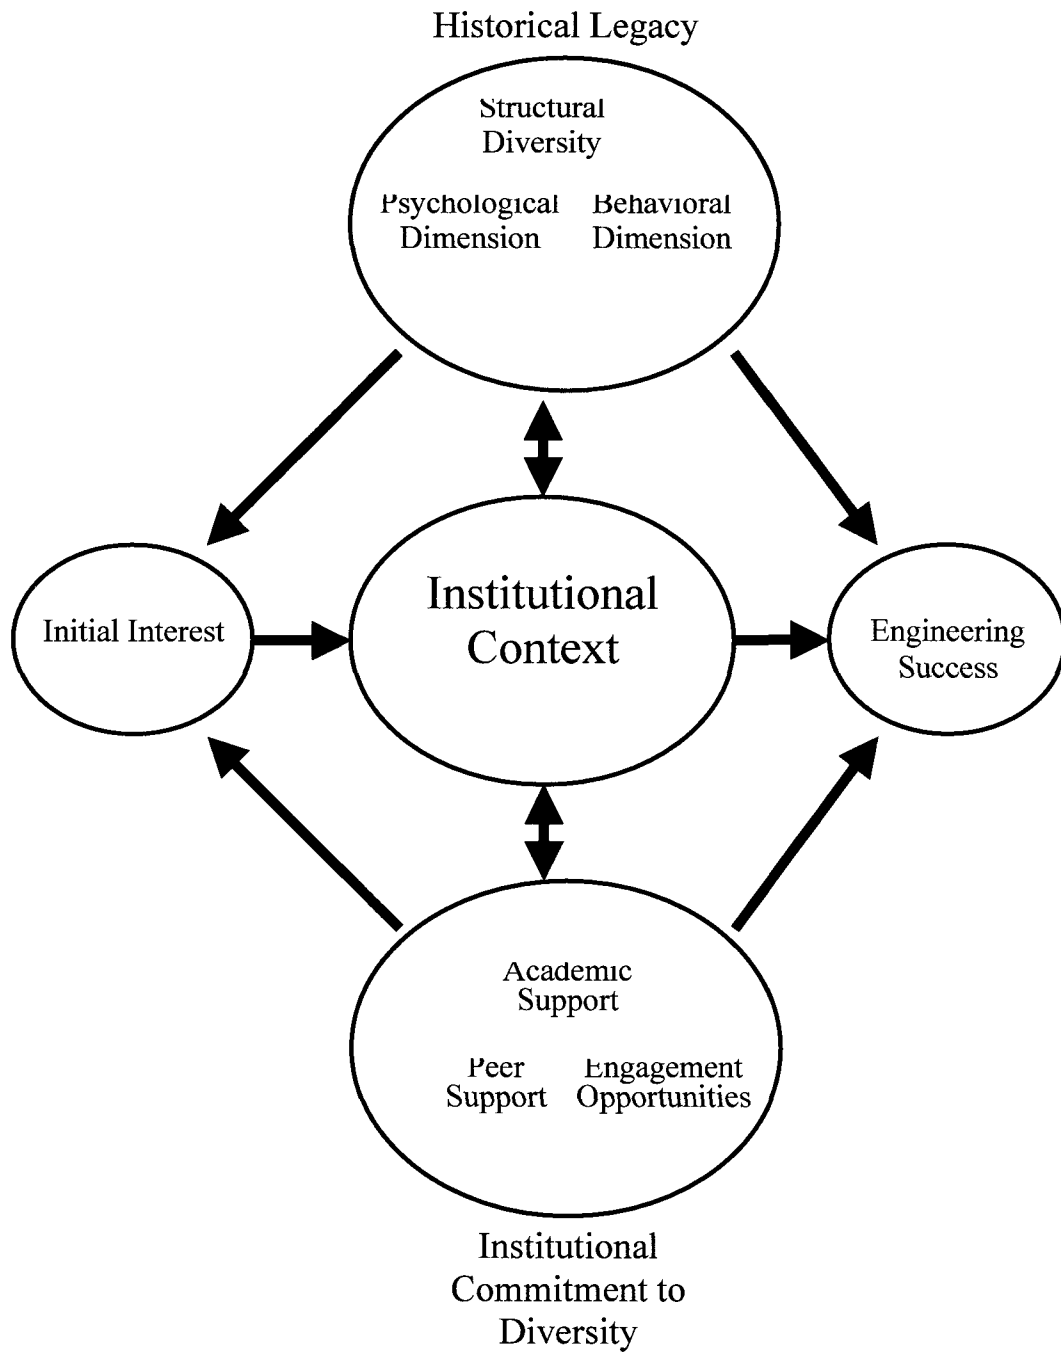 Historical Legacy
Structural
Diversity
Psychological
Dimension
Behavioral
Dimension
Initial Interest
Institutional
Context
Engineering
Success
Academic
Support
Peer
Support
Engagement
Opportunities
Institutional
Commitment to
Diversity